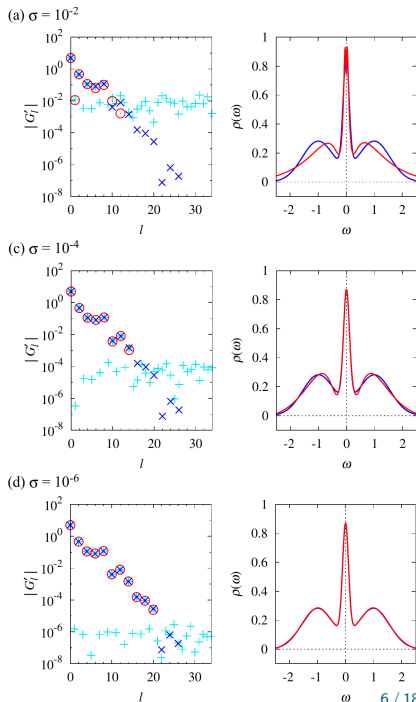 (a) σ = 10⁻²
10² 10⁰ 10⁻² 10⁻⁴ 10⁻⁶ 10⁻⁸
|G'ₗ|
0 10 20 30
l
1 0.8 0.6 0.4 0.2 0
ρ(ω)
-2 -1 0 1 2
ω
(c) σ = 10⁻⁴
10² 10⁰ 10⁻² 10⁻⁴ 10⁻⁶ 10⁻⁸
|G'ₗ|
0 10 20 30
l
1 0.8 0.6 0.4 0.2 0
ρ(ω)
-2 -1 0 1 2
ω
(d) σ = 10⁻⁶
10² 10⁰ 10⁻² 10⁻⁴ 10⁻⁶ 10⁻⁸
|G'ₗ|
0 10 20 30
l
1 0.8 0.6 0.4 0.2 0
ρ(ω)
-2 -1 0 1 2
ω
6 / 18